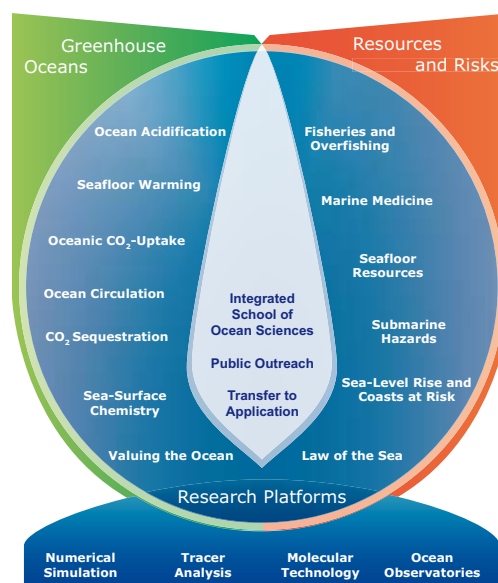 Greenhouse
Oceans
Resources
and Risks
Ocean Acidification
Seafloor Warming
Oceanic CO₂-Uptake
Ocean Circulation
CO₂ Sequestration
Sea-Surface
Chemistry
Valuing the Ocean
Integrated
School of
Ocean Sciences
Public Outreach
Transfer to
Application
Fisheries and
Overfishing
Marine Medicine
Seafloor
Resources
Submarine
Hazards
Sea-Level Rise and
Coasts at Risk
Law of the Sea
Research Platforms
Numerical
Simulation
Tracer
Analysis
Molecular
Technology
Ocean
Observatories